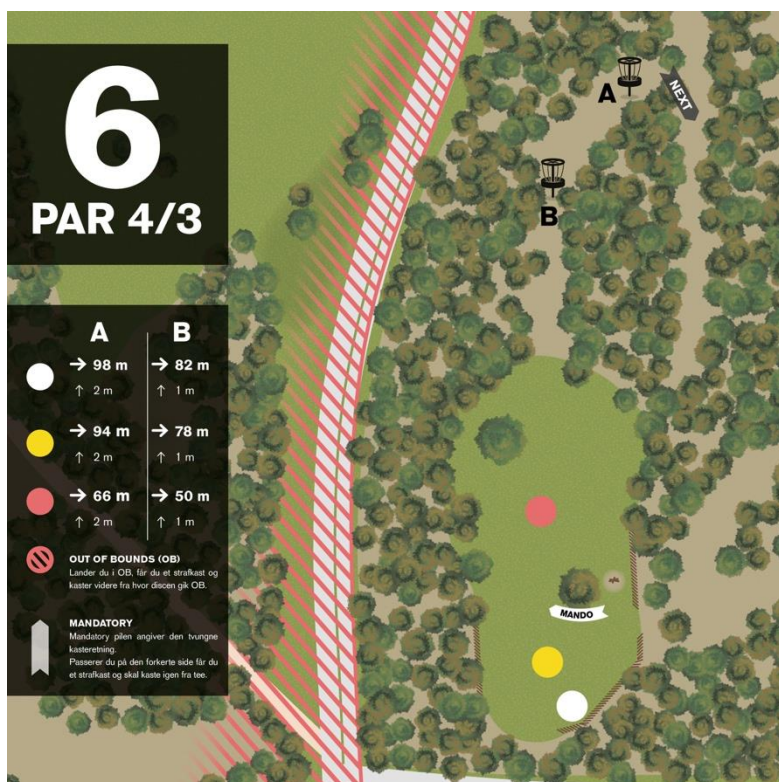 6
PAR 4/3
A B
→ 98 m → 82 m
↑ 2 m ↑ 1 m
→ 94 m → 78 m
↑ 2 m ↑ 1 m
→ 66 m → 50 m
↑ 2 m ↑ 1 m
OUT OF BOUNDS (OB)
Lander du i OB, får du et strafkast og
kaster videre fra hvor discen gik OB.
MANDATORY
Mandatory pilen angiver den tvungne
kasteretning.
Passerer du på den forkerte side får du
et strafkast og skal kaste igen fra tee.
A
NEXT
B
MANDO